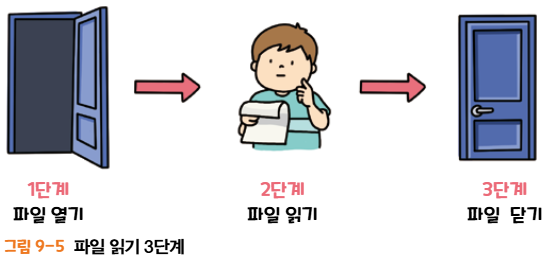 1단계
파일 열기
2단계
파일 읽기
3단계
파일 닫기
그림 9-5 파일 읽기 3단계